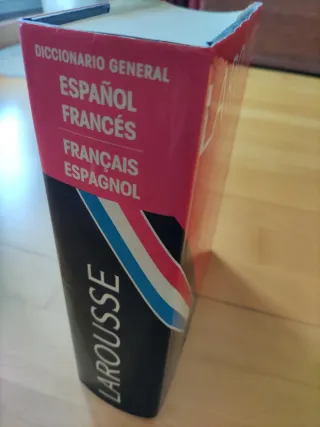 DICCIONARIO GENERAL
ESPAÑOL
FRANCÉS
FRANÇAIS
ESPAGNOL
LAROUSSE